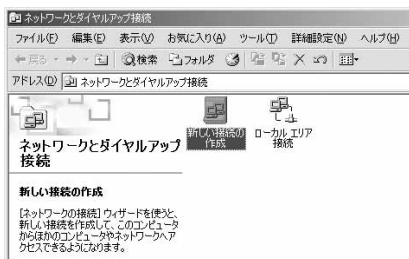 ネットワークとダイヤルアップ接続
ファイル(F) 編集(E) 表示(V) お気に入り(A) ツール(T) 詳細設定(N) ヘルプ(H)
戻る 検索 フォルダ
アドレス(D) ネットワークとダイヤルアップ接続
ネットワークとダイヤルアップ
接続
新しい接続の
作成
ローカル エリア
接続
新しい接続の作成
[ネットワークの接続] ウィザードを使うと、
新しい接続を作成して、このコンピュータ
からほかのコンピュータやネットワークへア
クセスできるようになります。